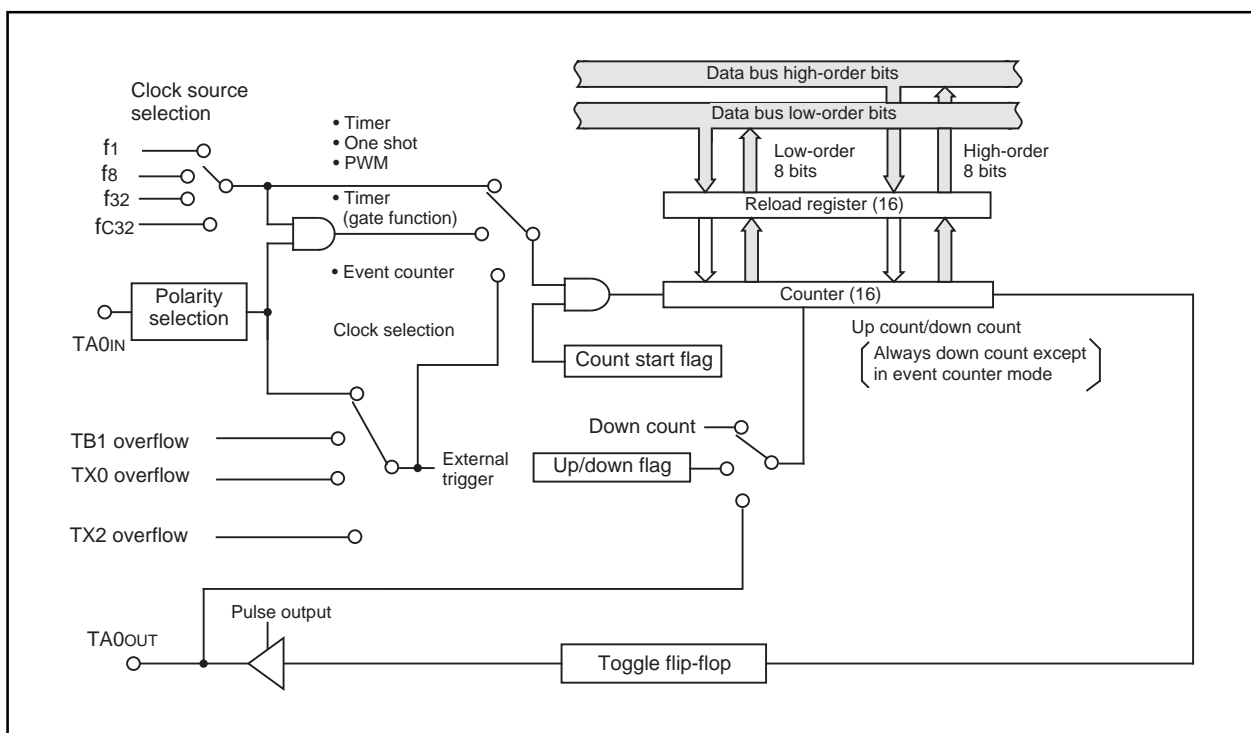 Data bus high-order bits
Data bus low-order bits
Clock source
selection
• Timer
• One shot
• PWM
f1
f8
f32
fC32
Low-order
8 bits
High-order
8 bits
• Timer
(gate function)
Reload register (16)
• Event counter
Polarity
selection
TA0IN
Clock selection
Counter (16)
Up count/down count
Always down count except
in event counter mode
Count start flag
TB1 overflow
TX0 overflow
TX2 overflow
External
trigger
Down count
Up/down flag
Pulse output
TA0OUT
Toggle flip-flop